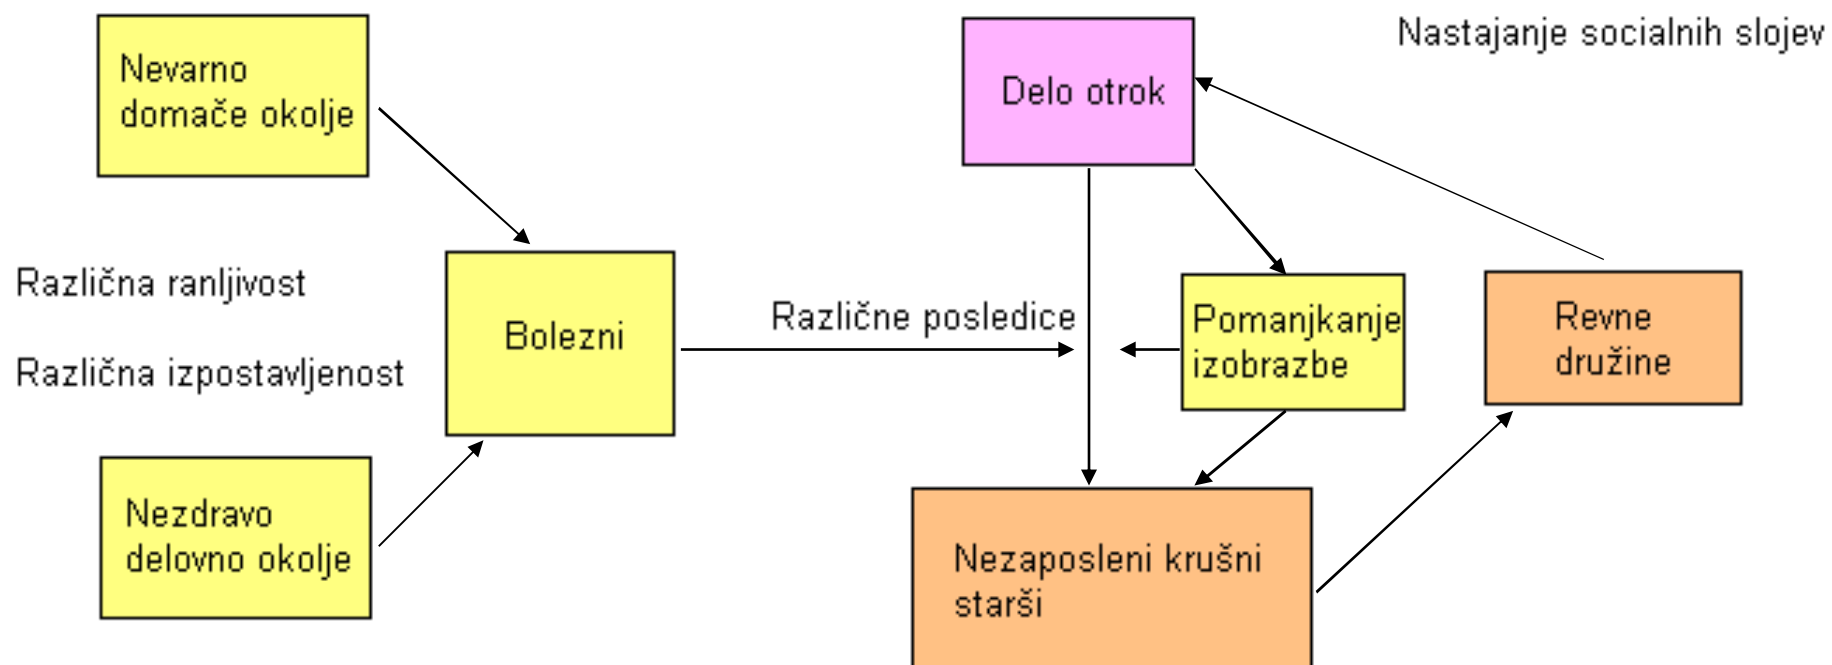 Nevarno
domače okolje
Delo otrok
Nastajanje socialnih slojev
Različna ranljivost
Različna izpostavljenost
Bolezni
Različne posledice
Pomanjkanje
izobrazbe
Revne
družine
Nezdravo
delovno okolje
Nezaposleni krušni
starši